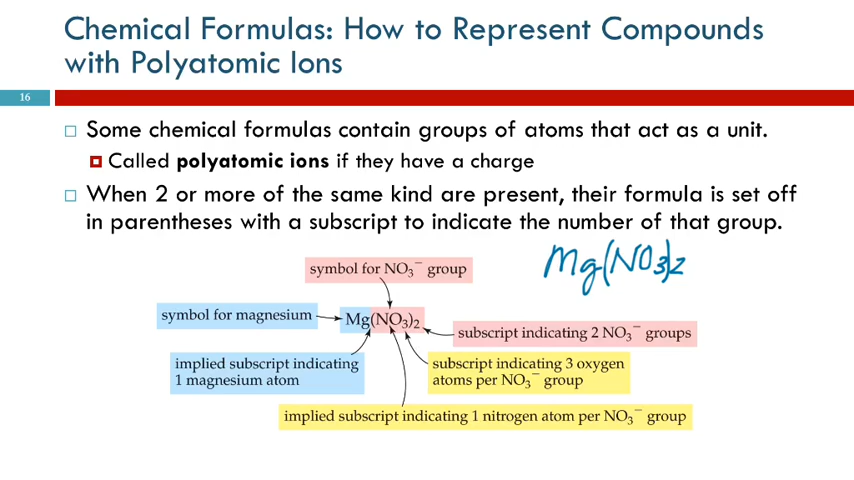 Chemical Formulas: How to Represent Compounds
with Polyatomic Ions
16
Some chemical formulas contain groups of atoms that act as a unit.
Called polyatomic ions if they have a charge
When 2 or more of the same kind are present, their formula is set off
in parentheses with a subscript to indicate the number of that group.
Mg(NO3)2
symbol for NO₃⁻ group
symbol for magnesium
Mg(NO₃)₂
subscript indicating 2 NO₃⁻ groups
implied subscript indicating
1 magnesium atom
subscript indicating 3 oxygen
atoms per NO₃⁻ group
implied subscript indicating 1 nitrogen atom per NO₃⁻ group